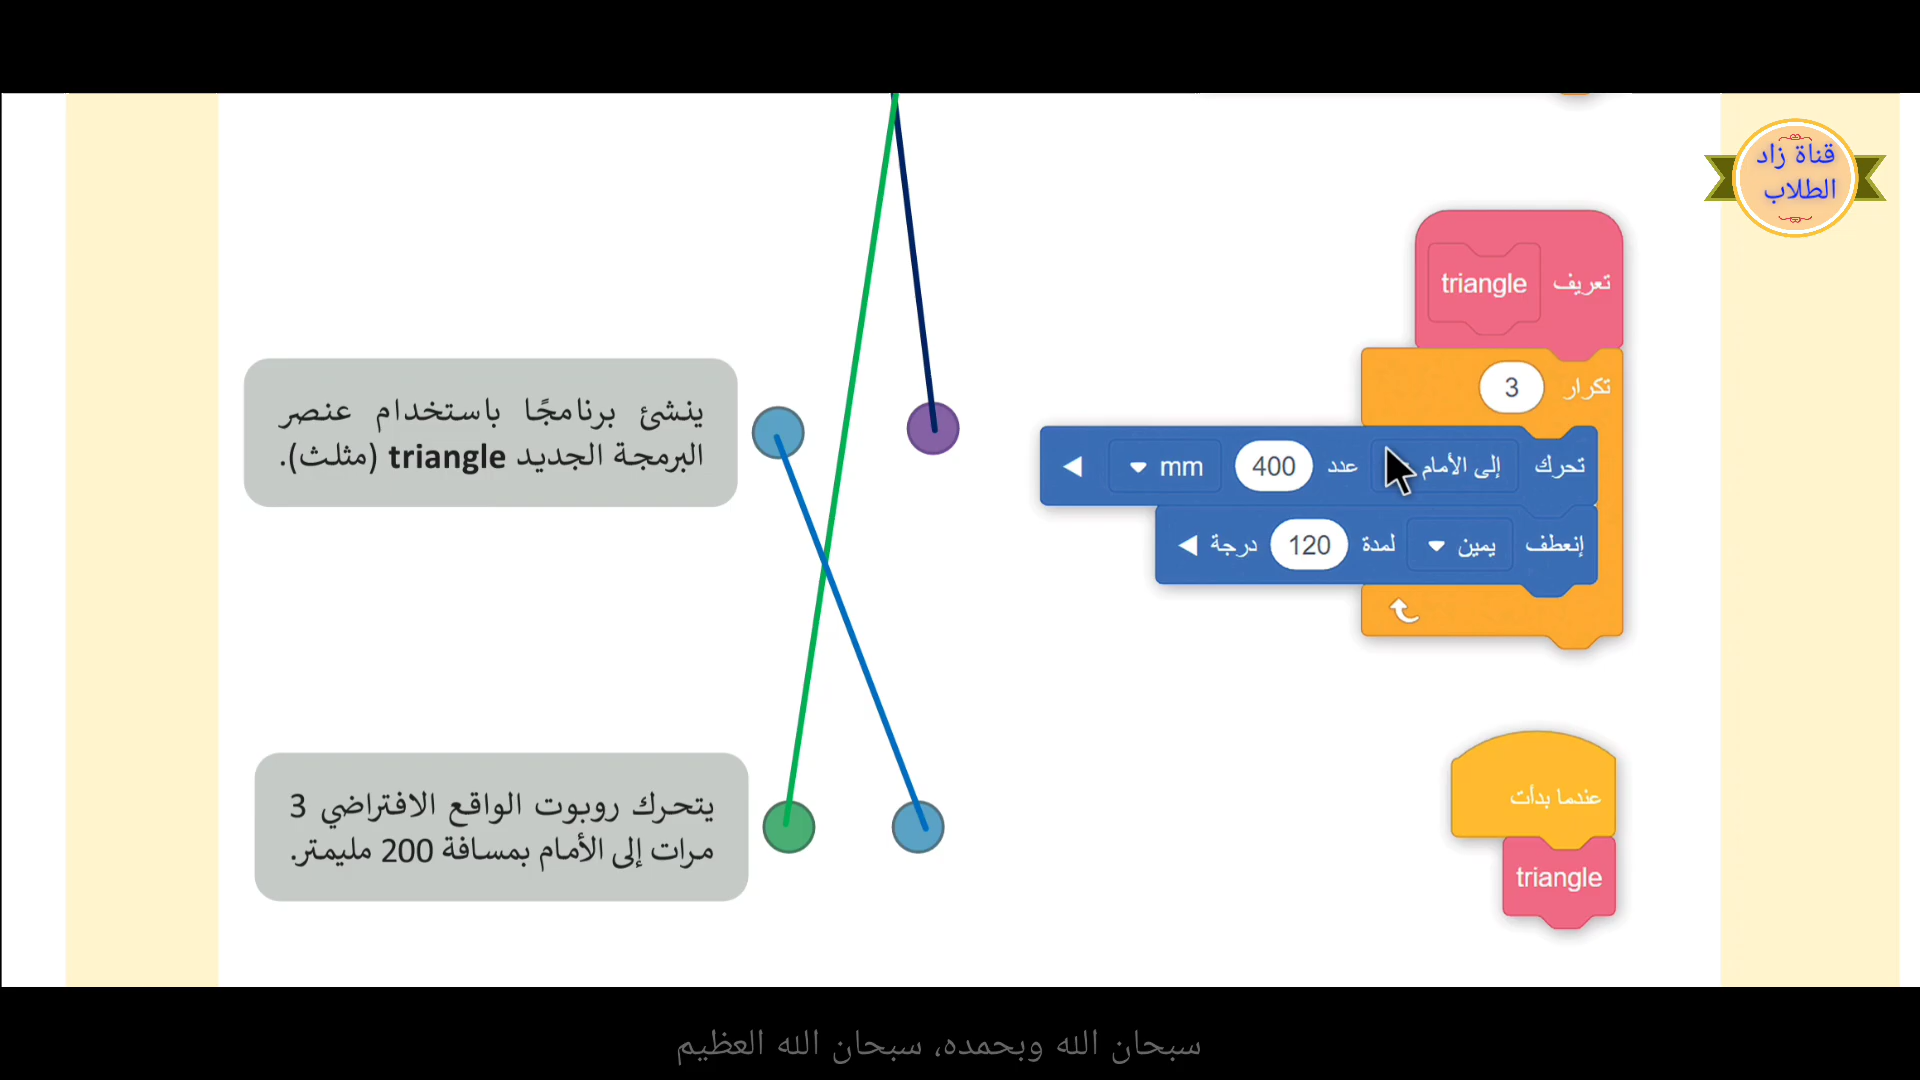 قناة زاد
الطلاب
تعريف triangle
تكرار 3
تحرك إلى الأمام عدد 400 mm
إنعطف يمين لمدة 120 درجة
ينشئ برنامجًا باستخدام عنصر
البرمجة الجديد triangle (مثلث).
عندما بدأت
triangle
يتحرك روبوت الواقع الافتراضي 3
مرات إلى الأمام بمسافة 200 مليمتر.
سبحان الله وبحمده، سبحان الله العظيم